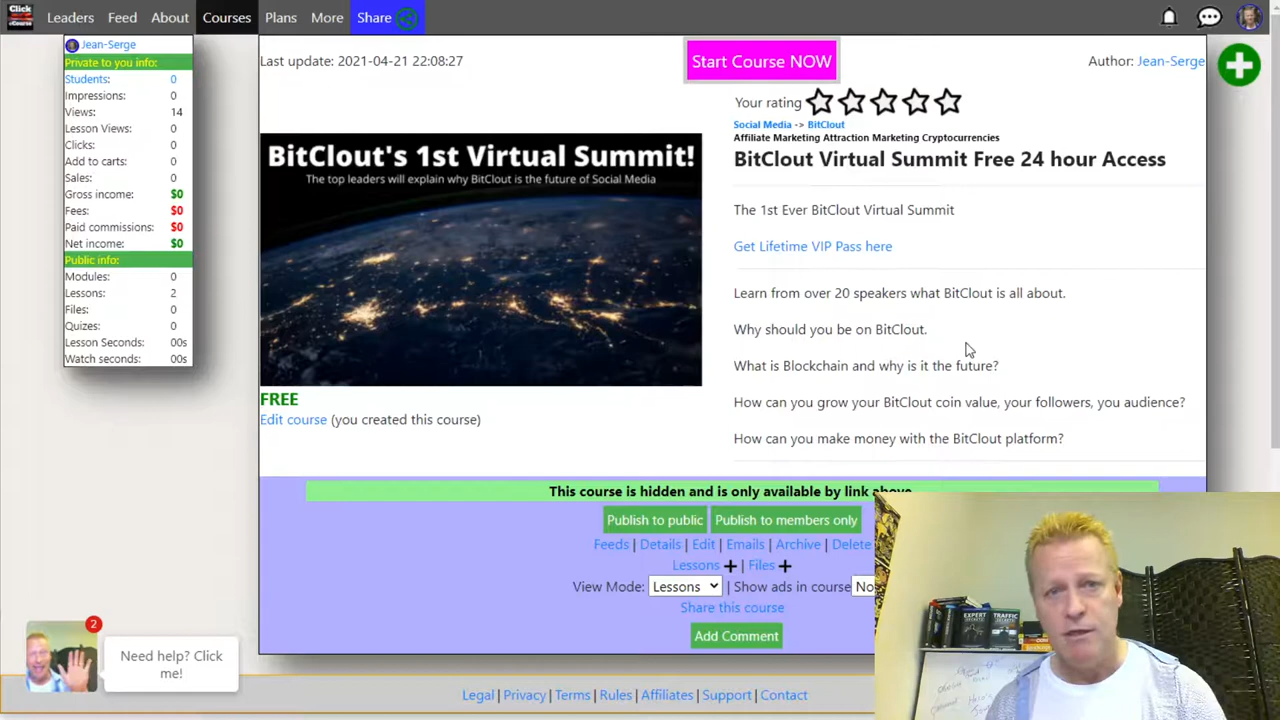 Click
eCourse
Leaders Feed About Courses Plans More Share
Jean-Serge
Private to you info:
Students: 0
Impressions: 0
Views: 14
Lesson Views: 0
Clicks: 0
Add to carts: 0
Sales: 0
Gross income: $0
Fees: $0
Paid commissions: $0
Net income: $0
Public info:
Modules: 0
Lessons: 2
Files: 0
Quizes: 0
Lesson Seconds: 00s
Watch seconds: 00s
Last update: 2021-04-21 22:08:27
Start Course NOW
Author: Jean-Serge
BitClout's 1st Virtual Summit!
The top leaders will explain why BitClout is the future of Social Media
FREE
Edit course (you created this course)
Your rating
Social Media -> BitClout
Affiliate Marketing Attraction Marketing Cryptocurrencies
BitClout Virtual Summit Free 24 hour Access
The 1st Ever BitClout Virtual Summit
Get Lifetime VIP Pass here
Learn from over 20 speakers what BitClout is all about.
Why should you be on BitClout.
What is Blockchain and why is it the future?
How can you grow your BitClout coin value, your followers, you audience?
How can you make money with the BitClout platform?
This course is hidden and is only available by link above
Publish to public Publish to members only
Feeds | Details | Edit | Emails | Archive | Delete
Lessons | Files
View Mode: Lessons | Show ads in course No
Share this course
Add Comment
2
Need help? Click
me!
Legal | Privacy | Terms | Rules | Affiliates | Support | Contact
EXPERT
SECRETS
TRAFFIC
SECRETS